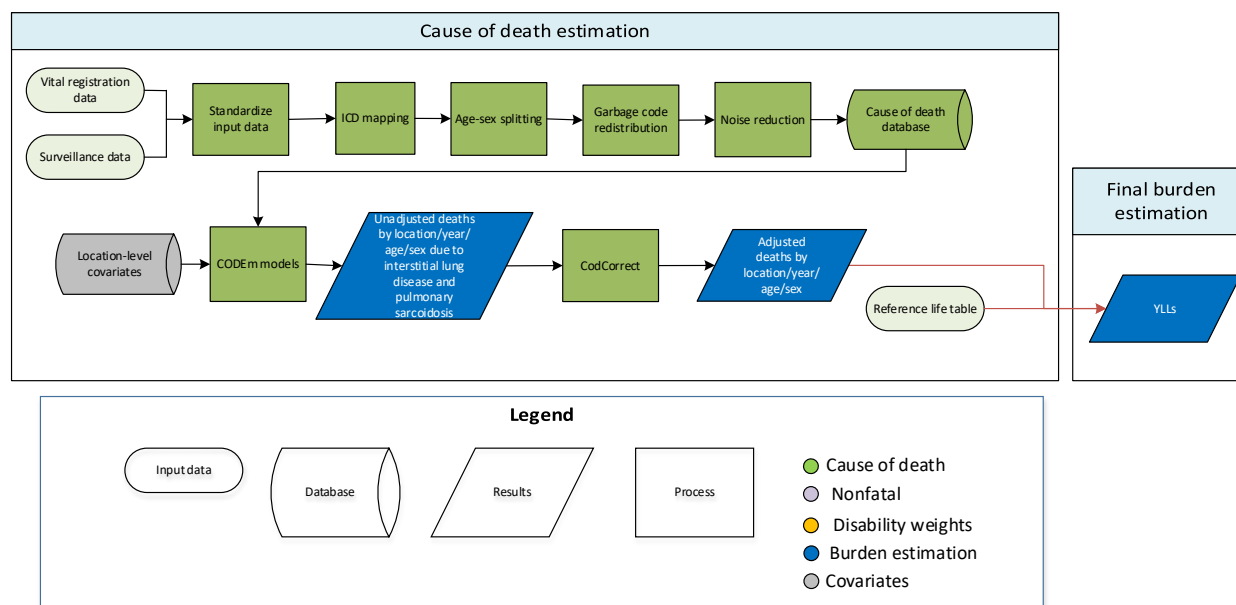 Cause of death estimation
Vital registration
data
Surveillance data
Standardize
input data
ICD mapping
Age-sex splitting
Garbage code
redistribution
Noise reduction
Cause of death
database
Location-level
covariates
CODEm models
Unadjusted deaths
by location/year/
age/sex due to
interstitial lung
disease and
pulmonary
sarcoidosis
CodCorrect
Adjusted
deaths by
location/year/
age/sex
Reference life table
Final burden
estimation
YLLs
Legend
Input data
Database
Results
Process
Cause of death
Nonfatal
Disability weights
Burden estimation
Covariates